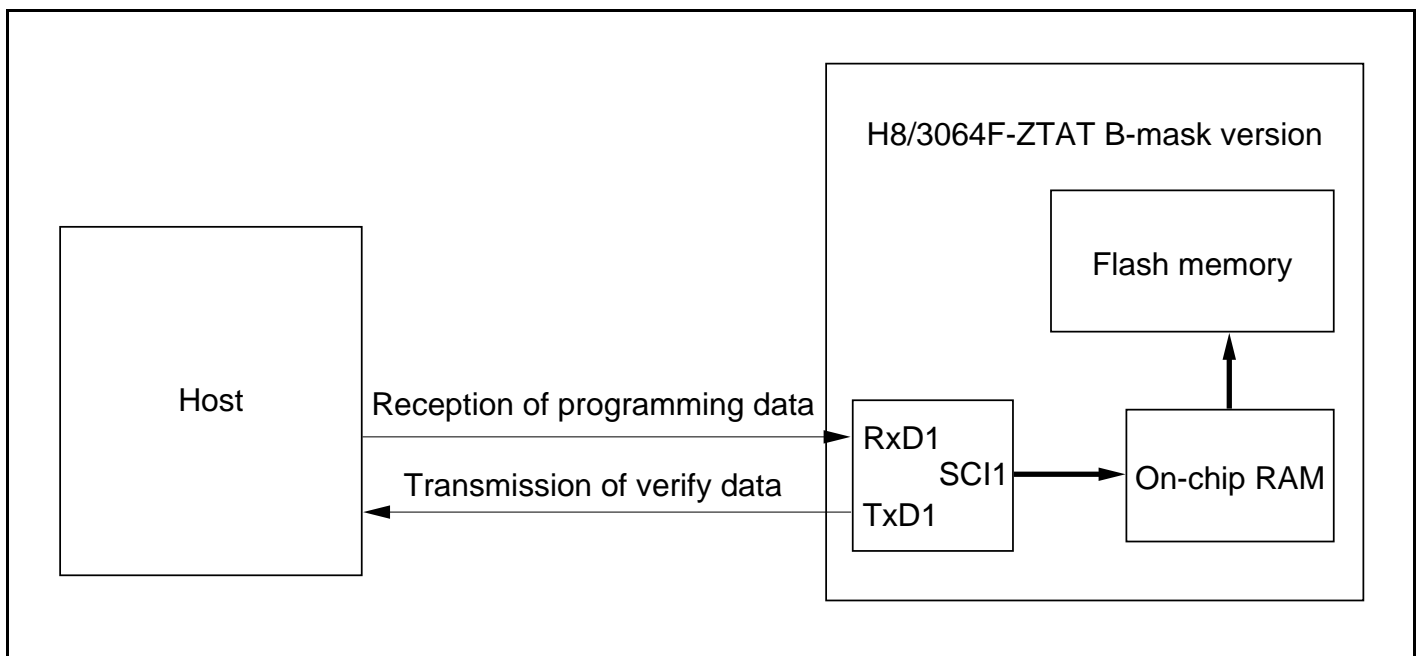 H8/3064F-ZTAT B-mask version
Flash memory
Host
Reception of programming data
RxD1
SCI1
On-chip RAM
Transmission of verify data
TxD1